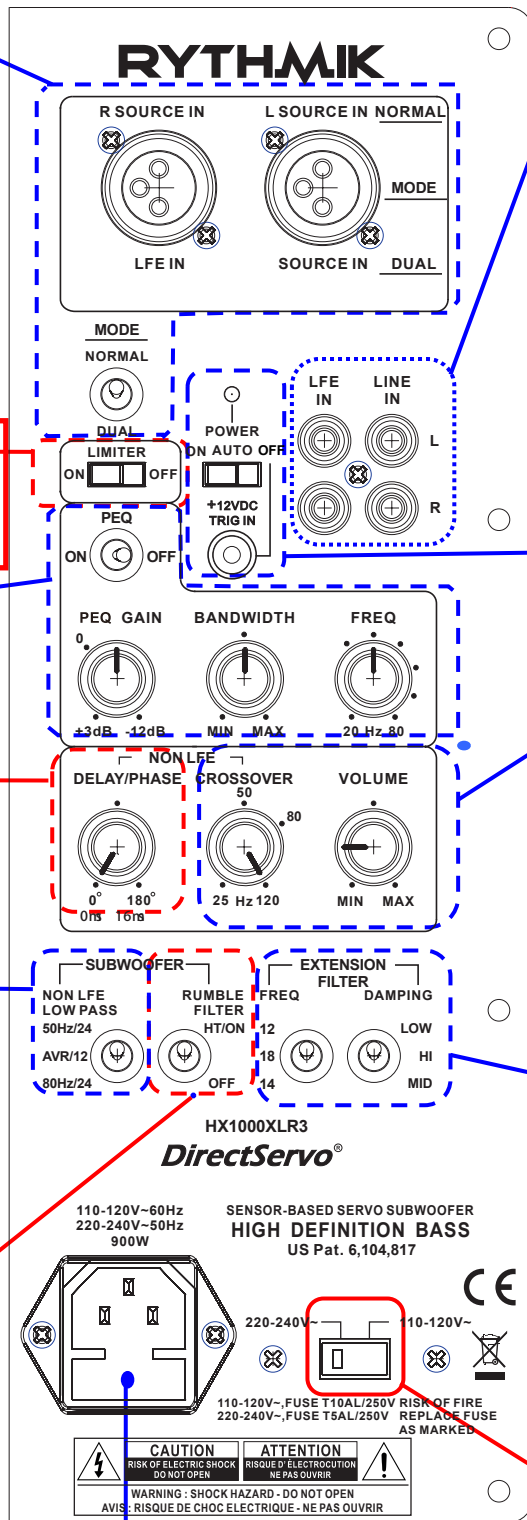 RYTHMIK
R SOURCE IN L SOURCE IN NORMAL
MODE
LFE IN SOURCE IN DUAL
MODE
NORMAL
DUAL
LFE IN LINE IN
L
R
POWER
ON AUTO OFF
+12VDC
TRIG IN
LIMITER
ON OFF
PEQ
ON OFF
PEQ GAIN BANDWIDTH FREQ
0
+3dB -12dB MIN MAX 20 Hz 80
NON LFE
DELAY/PHASE CROSSOVER VOLUME
50
80
0° 180° 25 Hz 120 MIN MAX
0ms 16ms
SUBWOOFER
NON LFE
LOW PASS
50Hz/24
AVR/12
80Hz/24
RUMBLE
FILTER
HT/ON
OFF
EXTENSION
FILTER
FREQ DAMPING
12 LOW
18 HI
14 MID
HX1000XLR3
DirectServo®
110-120V~60Hz
220-240V~50Hz
900W
SENSOR-BASED SERVO SUBWOOFER
HIGH DEFINITION BASS
US Pat. 6,104,817
CE
220-240V~ 110-120V~
110-120V~,FUSE T10AL/250V
220-240V~,FUSE T5AL/250V
RISK OF FIRE
REPLACE FUSE
AS MARKED
CAUTION
RISK OF ELECTRIC SHOCK
DO NOT OPEN
ATTENTION
RISQUE D' ÉLECTROCUTION
NE PAS OUVRIR
WARNING : SHOCK HAZARD - DO NOT OPEN
AVIS : RISQUE DE CHOC ELECTRIQUE - NE PAS OUVRIR